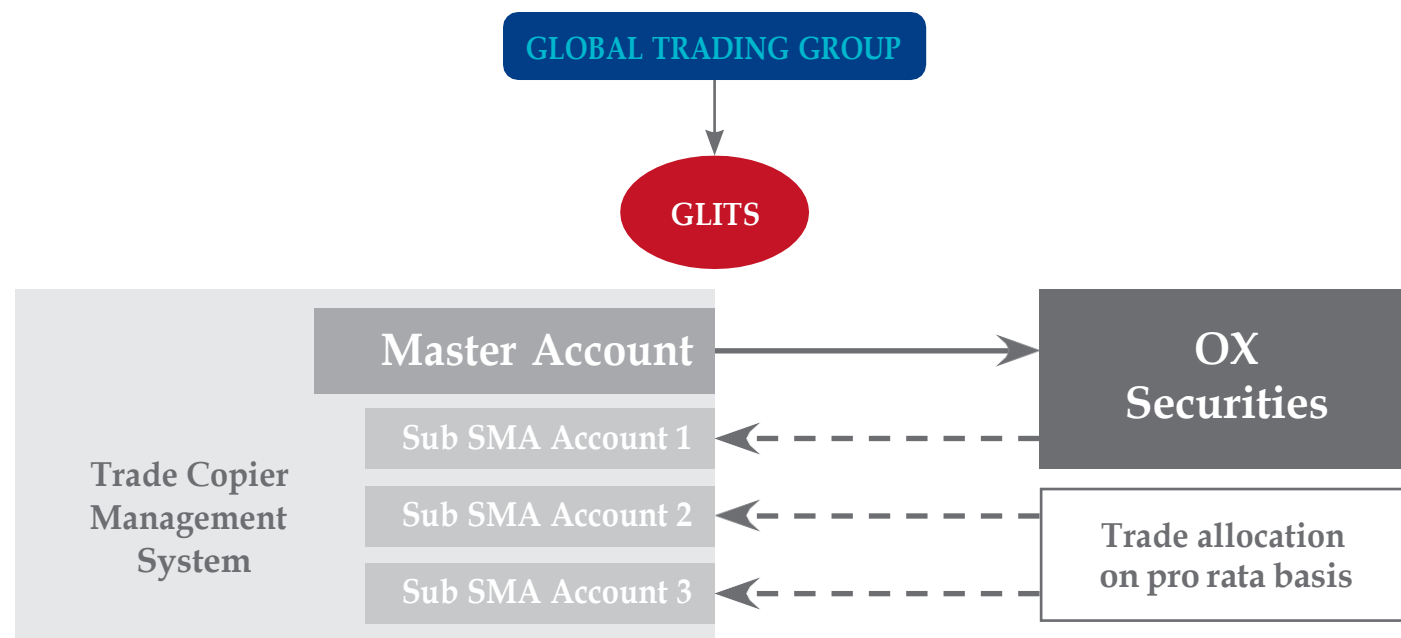 GLOBAL TRADING GROUP
GLITS
Master Account
OX
Securities
Sub SMA Account 1
Trade Copier
Management
System
Sub SMA Account 2
Sub SMA Account 3
Trade allocation
on pro rata basis